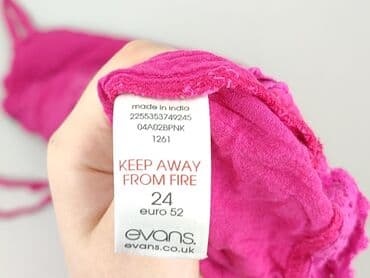 made in india
2255353749245
04A02BPNK
1261
KEEP AWAY
FROM FIRE
24
euro 52
evans.
evans.co.uk